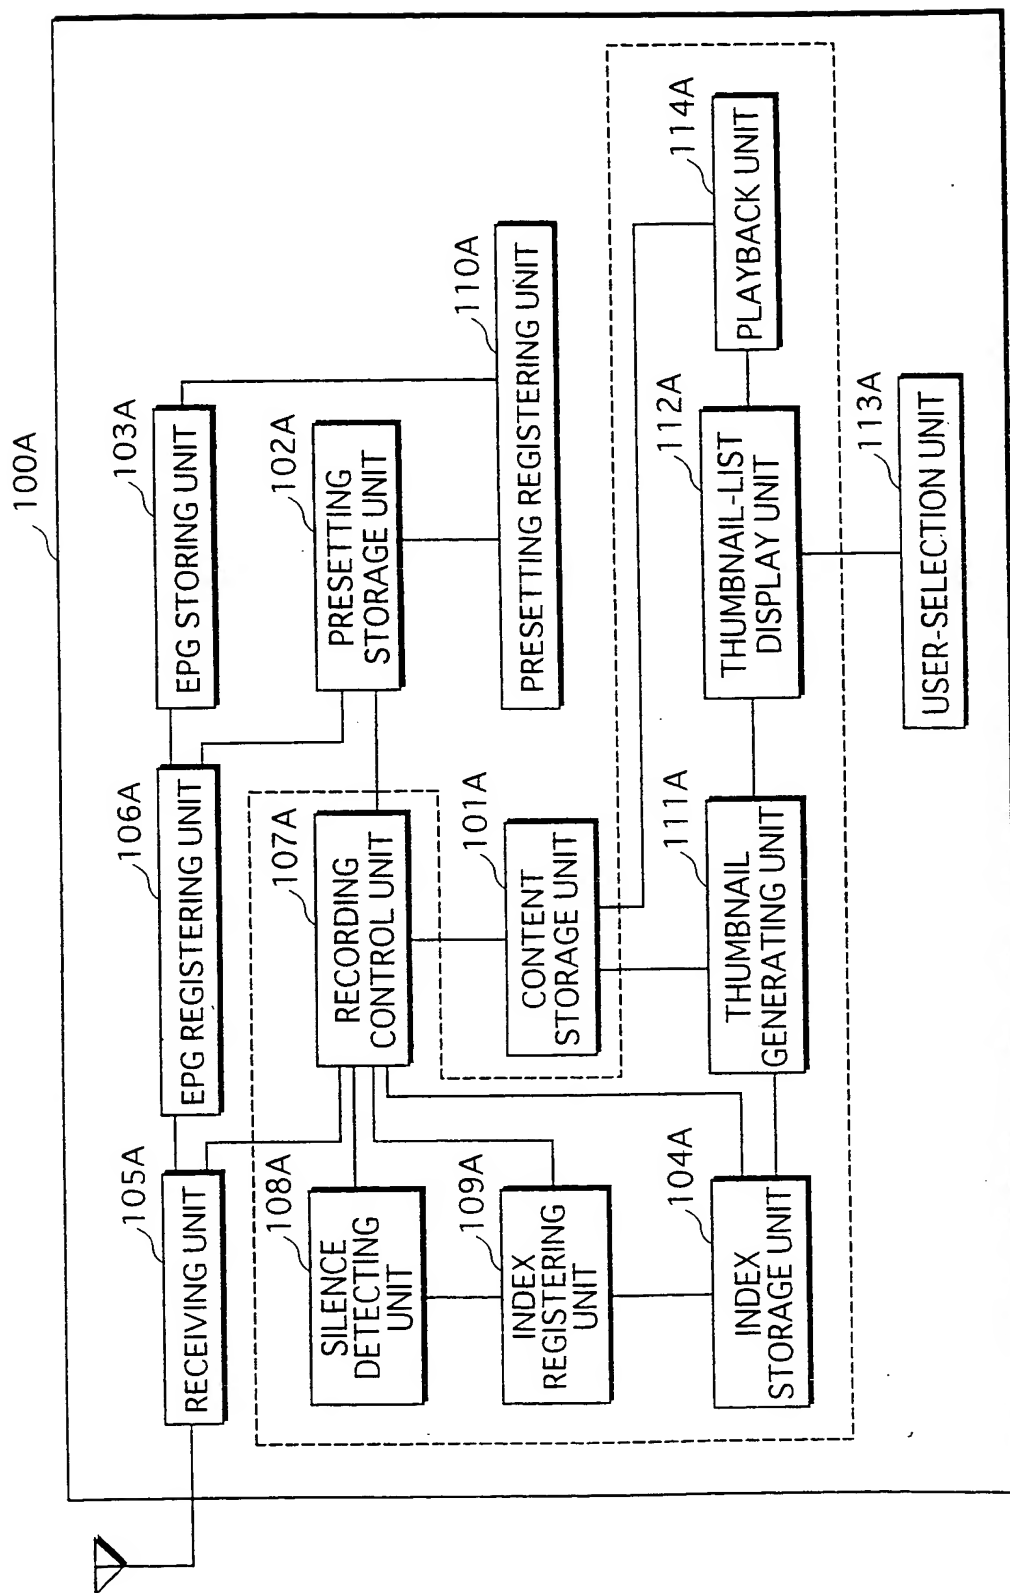 100A
105A
RECEIVING UNIT
106A
EPG REGISTERING UNIT
103A
EPG STORING UNIT
108A
SILENCE
DETECTING
UNIT
107A
RECORDING
CONTROL UNIT
102A
PRESETTING
STORAGE UNIT
109A
INDEX
REGISTERING
UNIT
101A
CONTENT
STORAGE UNIT
110A
PRESETTING REGISTERING UNIT
104A
INDEX
STORAGE UNIT
111A
THUMBNAIL
GENERATING UNIT
112A
THUMBNAIL-LIST
DISPLAY UNIT
114A
PLAYBACK UNIT
113A
USER-SELECTION UNIT